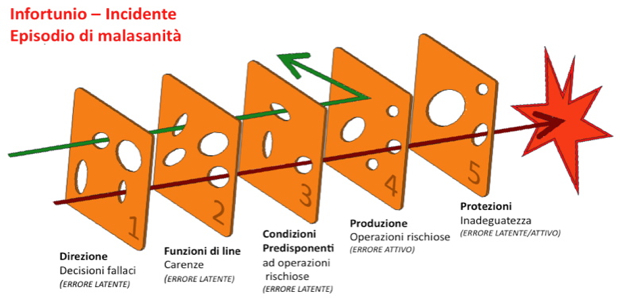 Infortunio – Incidente
Episodio di malasanità
1
2
3
4
5
Direzione
Decisioni fallaci
(ERRORE LATENTE)
Funzioni di line
Carenze
(ERRORE LATENTE)
Condizioni
Predisponenti
ad operazioni
rischiose
(ERRORE LATENTE)
Produzione
Operazioni rischiose
(ERRORE ATTIVO)
Protezioni
Inadeguatezza
(ERRORE LATENTE/ATTIVO)